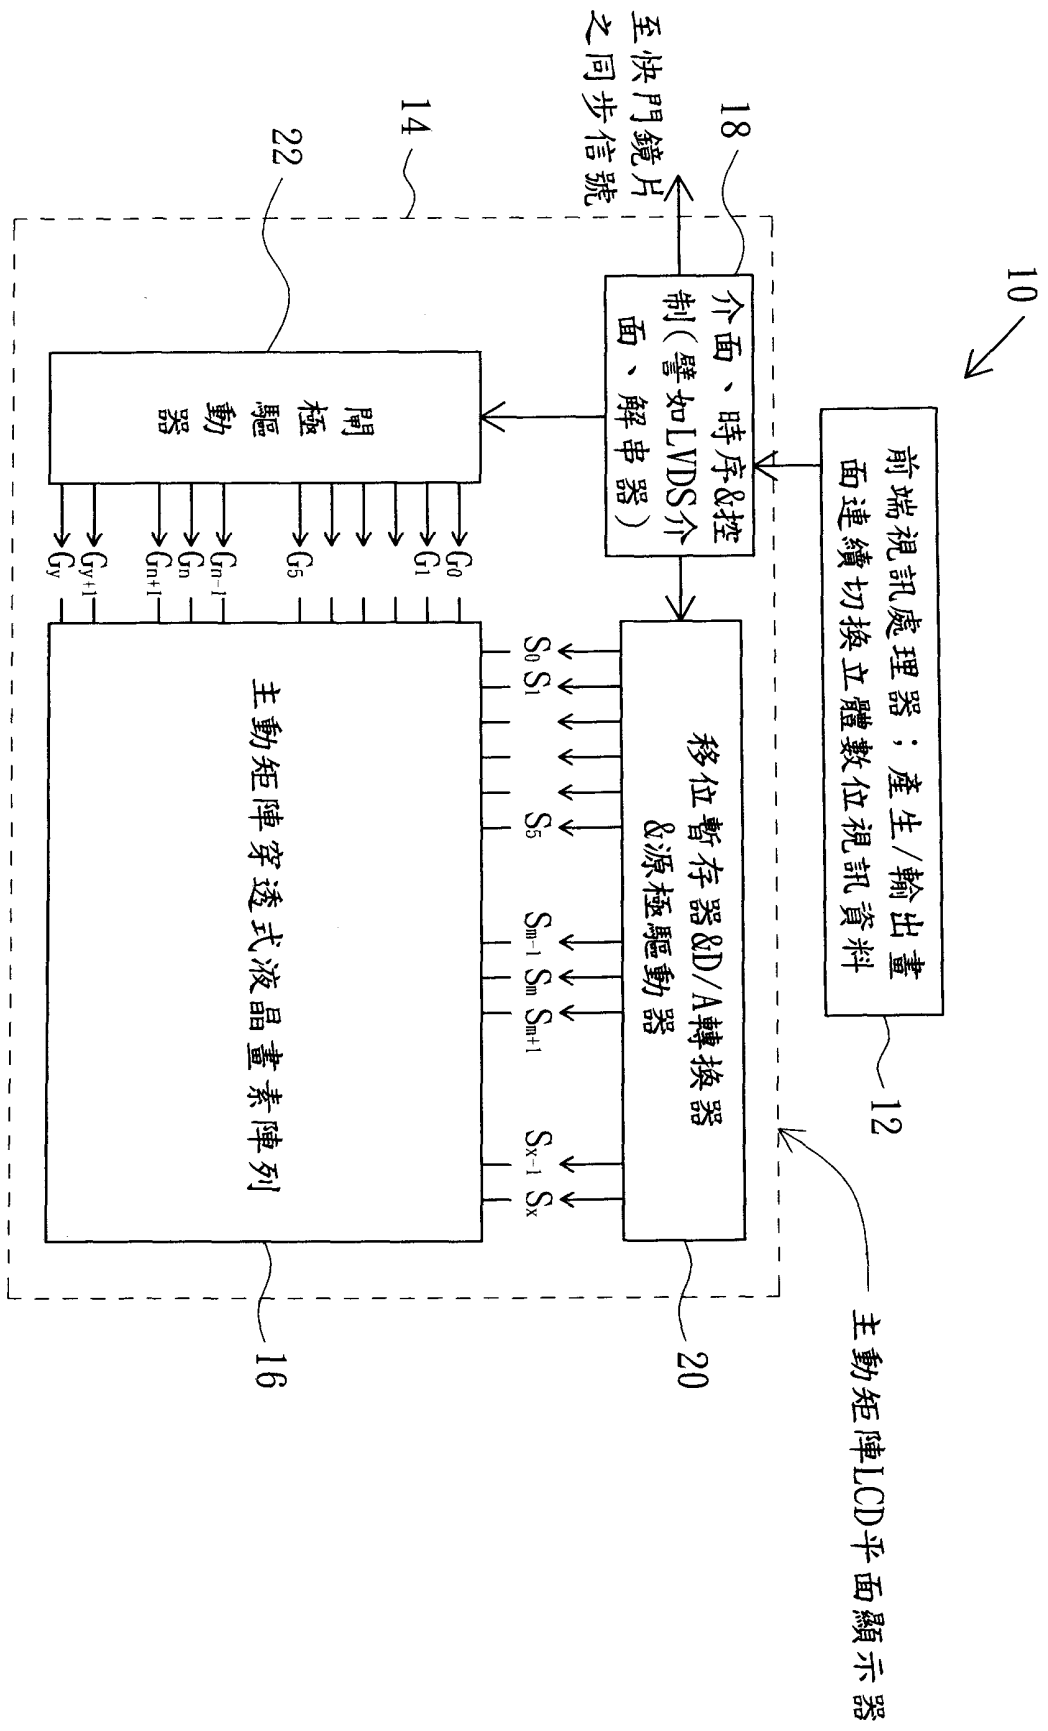 10
前端視訊處理器；產生/輸出畫
面連續切換立體數位視訊資料
12
主動矩陣LCD平面顯示器
18
至快門鏡片
之同步信號
介面、時序&控
制(譬如LVDS介
面、解串器)
移位暫存器&D/A轉換器
&源極驅動器
20
14
22
閘極驅動器
S0 S1 S5 Sm-1 Sm Sm+1 Sx-1 Sx
G0
G1
G5
Gn-1
Gn
Gn+1
Gy+1
Gy
主動矩陣穿透式液晶畫素陣列
16